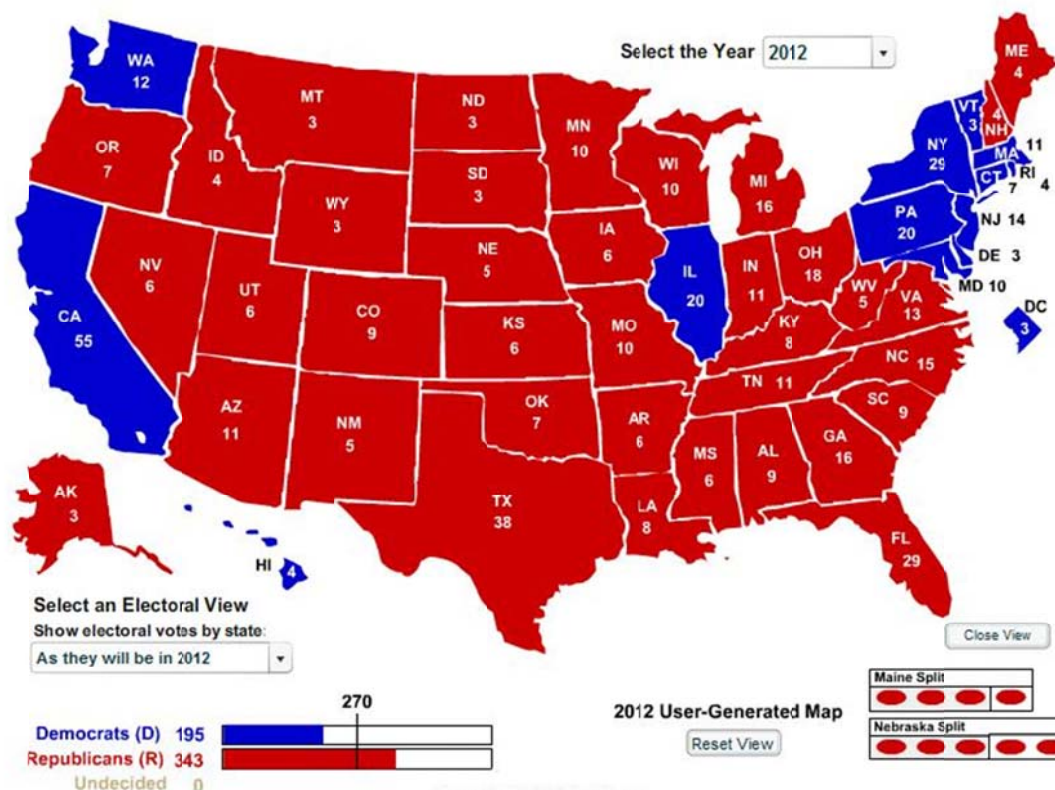 Select the Year 2012
WA
12
OR
7
CA
55
ID
4
NV
6
MT
3
WY
3
UT
6
AZ
11
CO
9
NM
5
ND
3
SD
3
NE
5
KS
6
OK
7
TX
38
MN
10
IA
6
MO
10
AR
6
LA
8
WI
10
IL
20
MI
16
IN
11
OH
18
KY
8
TN 11
MS
6
AL
9
GA
16
FL
29
SC 9
NC 15
VA
13
WV
5
PA
20
NY
29
VT
3
4
NH
ME
4
11
MA
RI
4
CT
7
NJ 14
DE 3
MD 10
DC
3
AK
3
HI
4
Select an Electoral View
Show electoral votes by state:
As they will be in 2012
Close View
270
Democrats (D) 195
Republicans (R) 343
Undecided 0
2012 User-Generated Map
Reset View
Maine Split
Nebraska Split